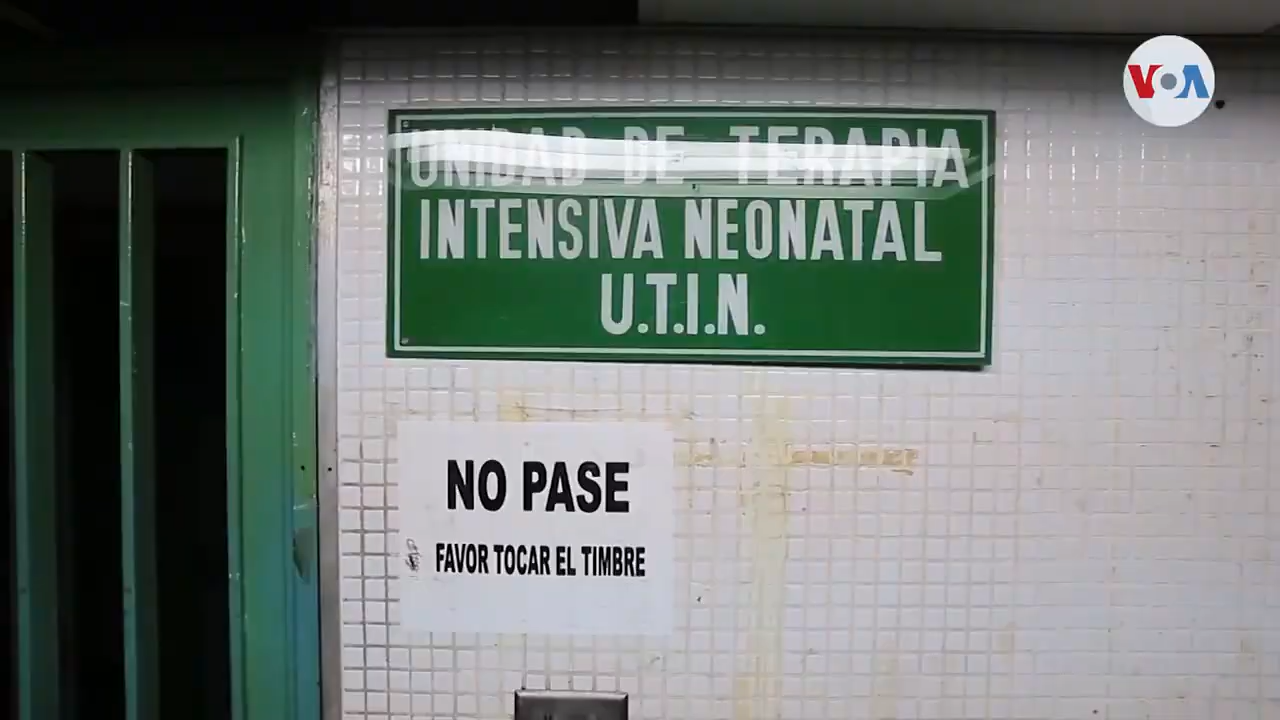 VOA
UNIDAD DE TERAPIA
INTENSIVA NEONATAL
U.T.I.N.
NO PASE
FAVOR TOCAR EL TIMBRE